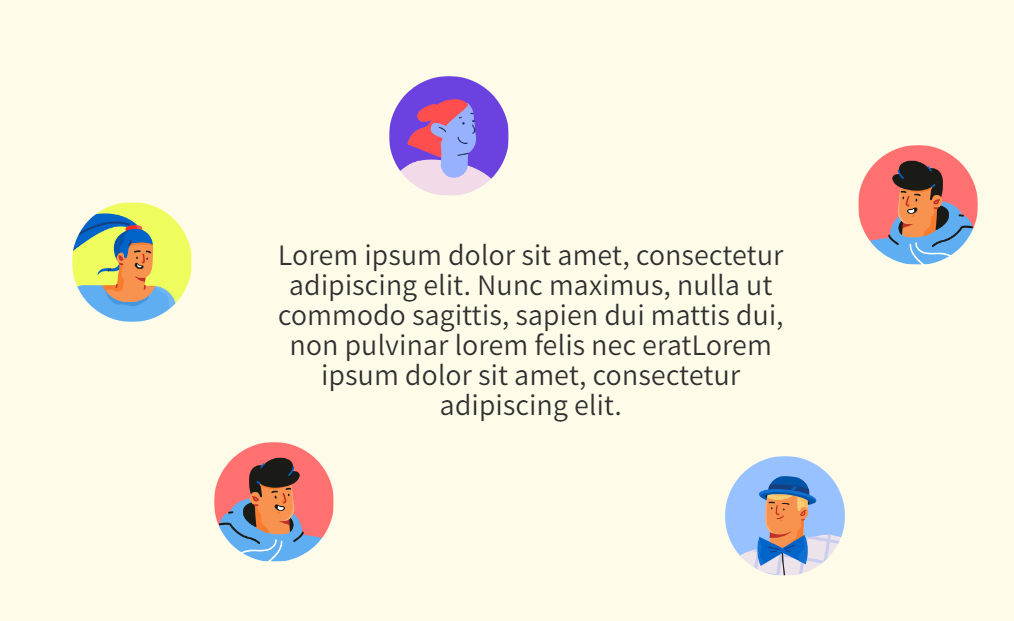 Lorem ipsum dolor sit amet, consectetur
adipiscing elit. Nunc maximus, nulla ut
commodo sagittis, sapien dui mattis dui,
non pulvinar lorem felis nec eratLorem
ipsum dolor sit amet, consectetur
adipiscing elit.